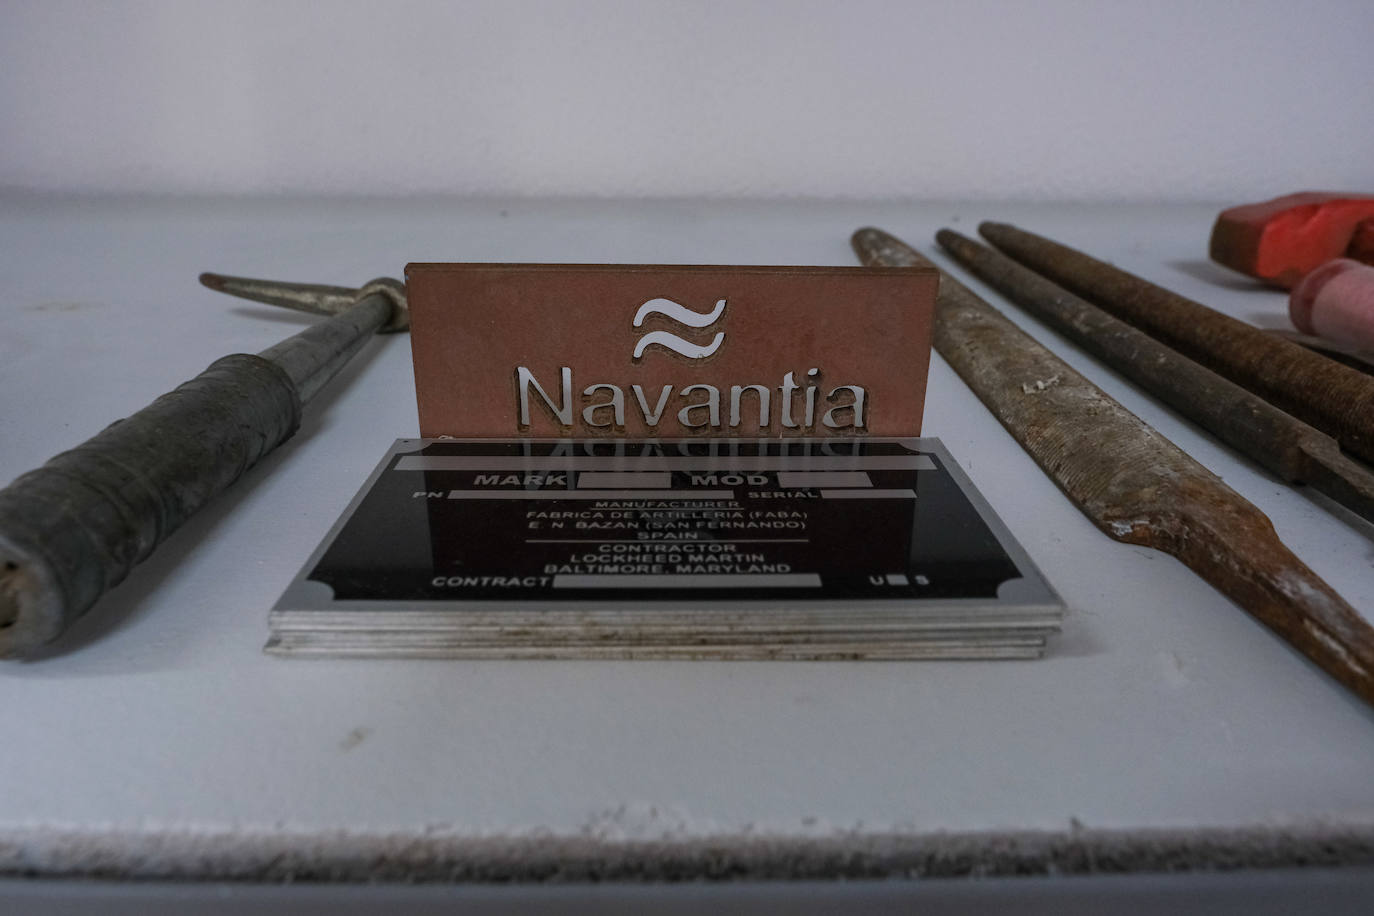 Navantia
MARK MOD
PN SERIAL
MANUFACTURER
FABRICA DE ARTILLERIA (FABA)
E. N. BAZAN (SAN FERNANDO)
SPAIN
CONTRACTOR
LOCKHEED MARTIN
BALTIMORE, MARYLAND
CONTRACT U S